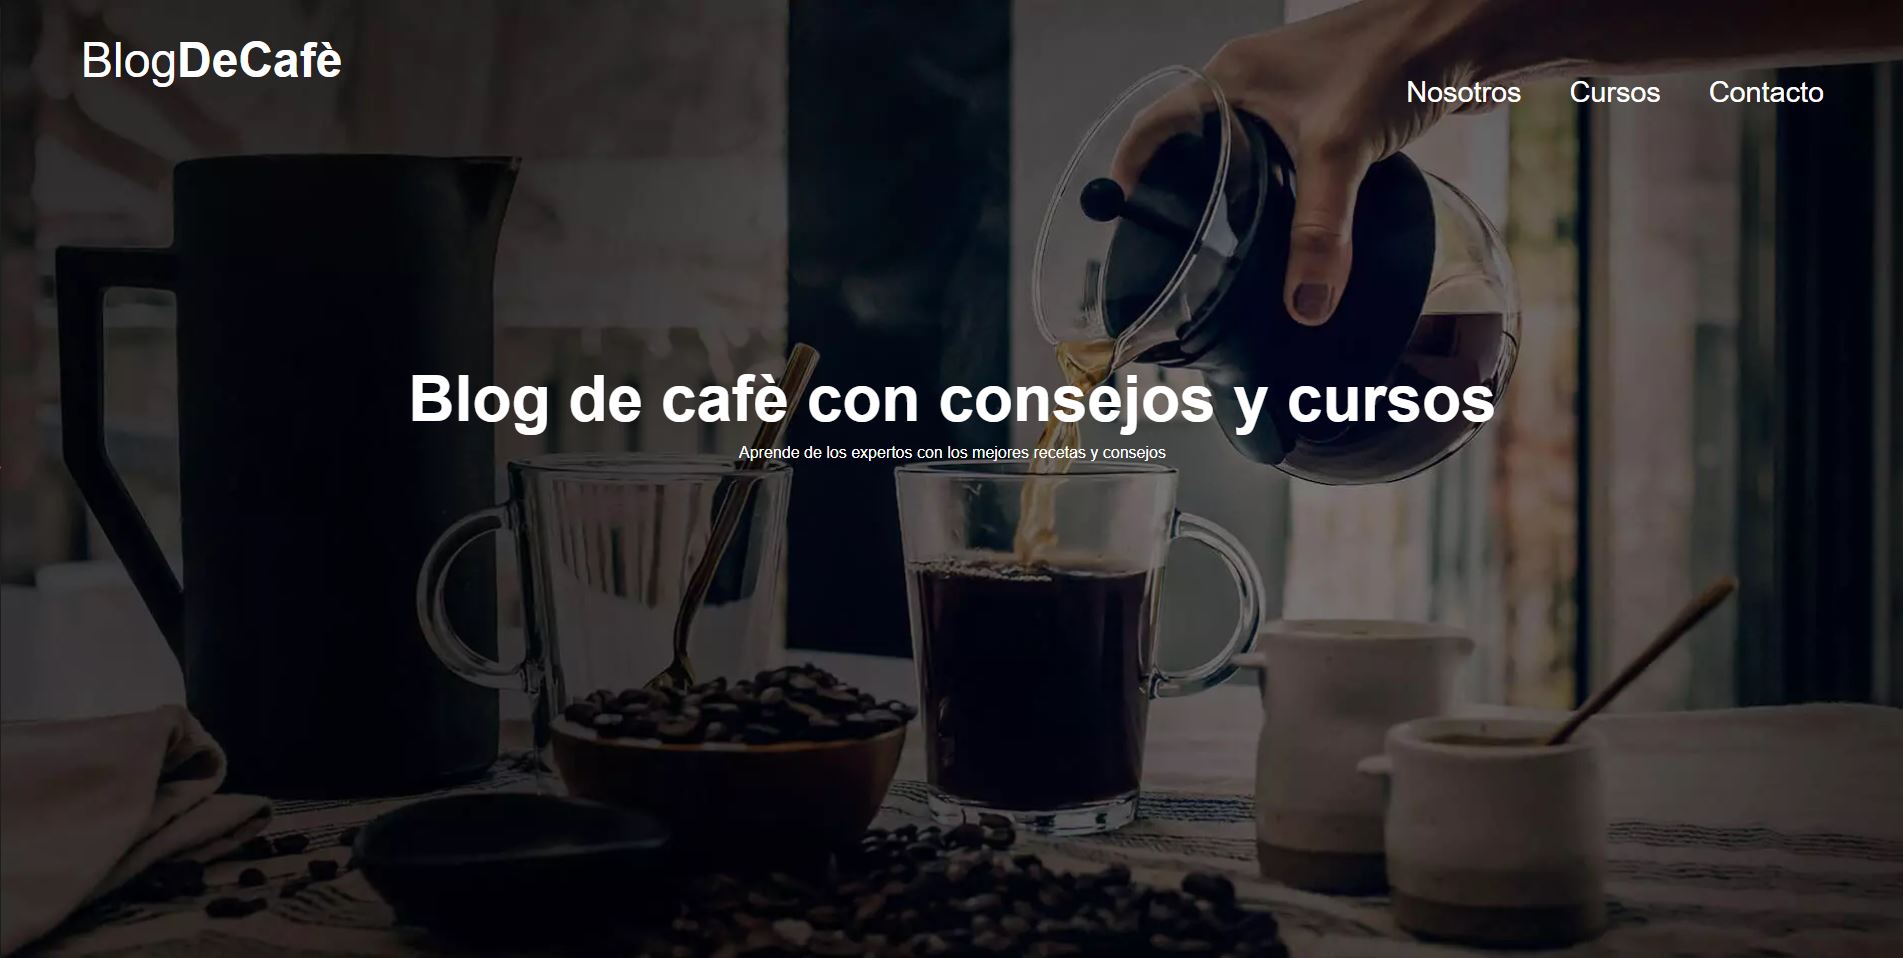 BlogDeCafè
Nosotros Cursos Contacto
Blog de cafè con consejos y cursos
Aprende de los expertos con los mejores recetas y consejos